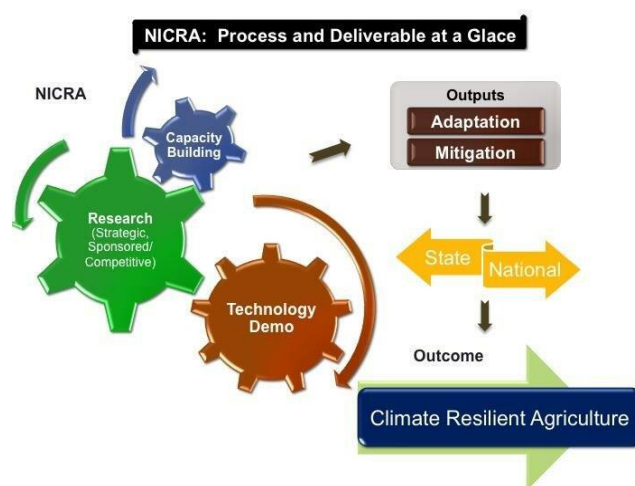 NICRA: Process and Deliverable at a Glace
NICRA
Capacity
Building
Research
(Strategic,
Sponsored/
Competitive)
Technology
Demo
Outputs
Adaptation
Mitigation
State
National
Outcome
Climate Resilient Agriculture